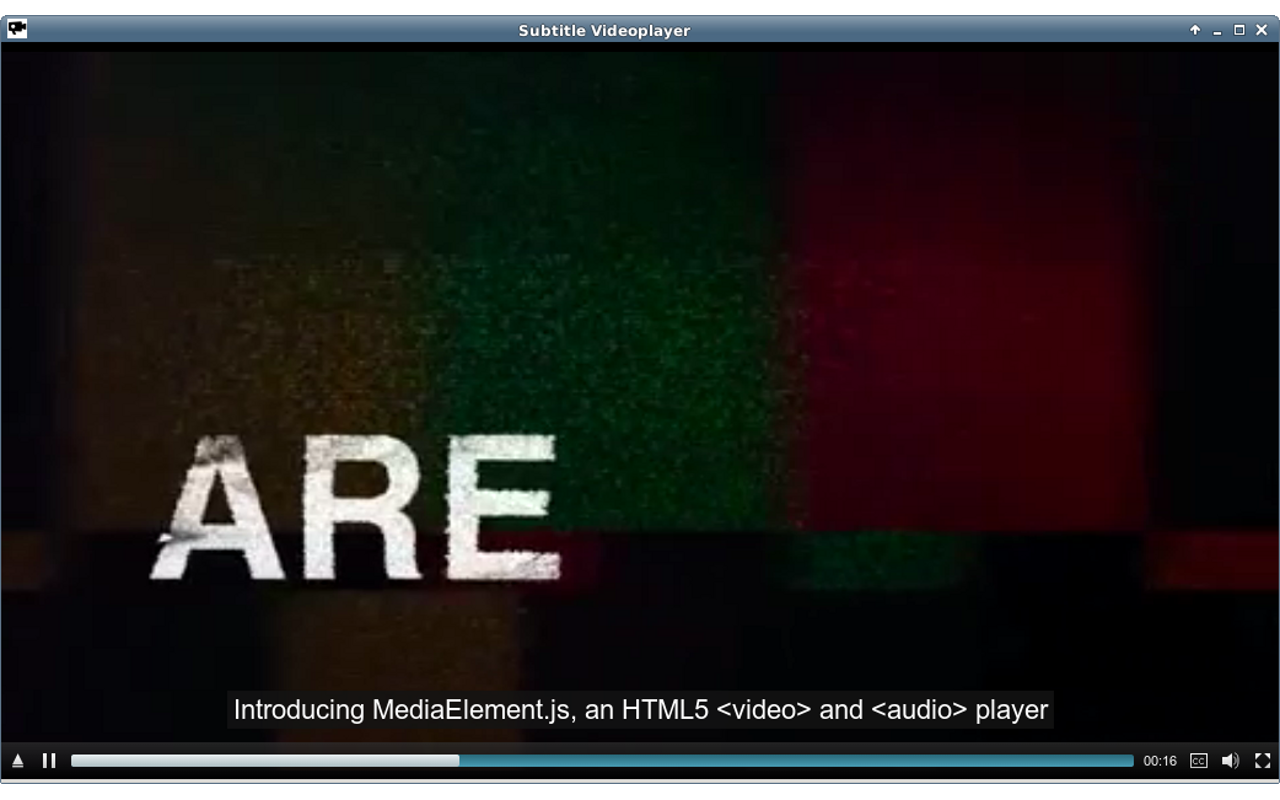 Subtitle Videoplayer
ARE
Introducing MediaElement.js, an HTML5 <video> and <audio> player
00:16
CC